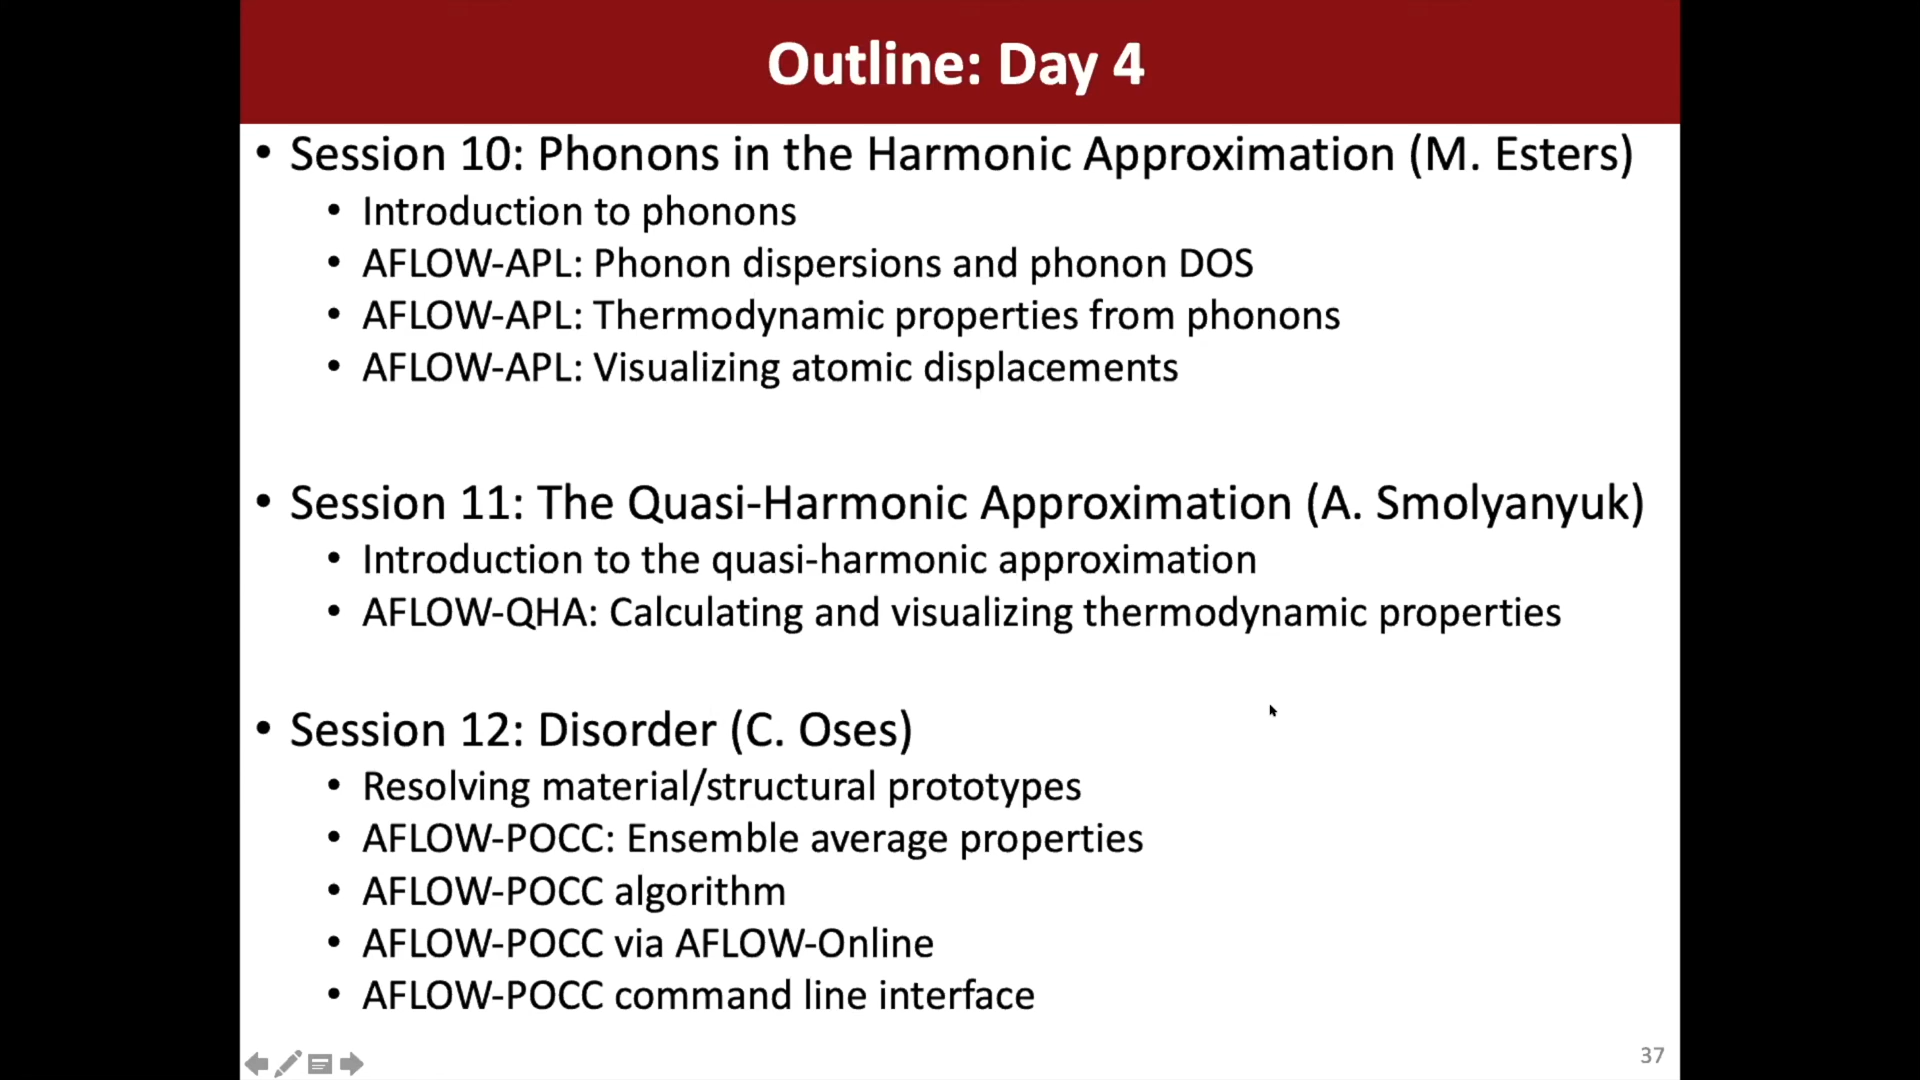 Outline: Day 4
• Session 10: Phonons in the Harmonic Approximation (M. Esters)
• Introduction to phonons
• AFLOW-APL: Phonon dispersions and phonon DOS
• AFLOW-APL: Thermodynamic properties from phonons
• AFLOW-APL: Visualizing atomic displacements
• Session 11: The Quasi-Harmonic Approximation (A. Smolyanyuk)
• Introduction to the quasi-harmonic approximation
• AFLOW-QHA: Calculating and visualizing thermodynamic properties
• Session 12: Disorder (C. Oses)
• Resolving material/structural prototypes
• AFLOW-POCC: Ensemble average properties
• AFLOW-POCC algorithm
• AFLOW-POCC via AFLOW-Online
• AFLOW-POCC command line interface
37